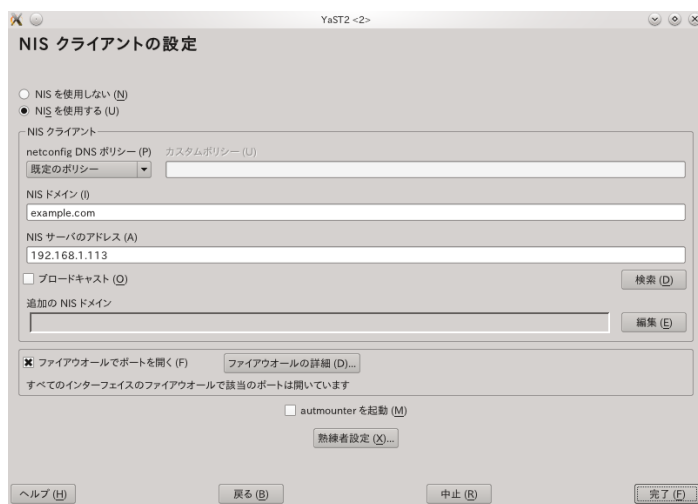 YaST2 <2>
NIS クライアントの設定
NIS を使用しない (N)
NIS を使用する (U)
NIS クライアント
netconfig DNS ポリシー (P) カスタムポリシー (U)
既定のポリシー
NIS ドメイン (I)
example.com
NIS サーバのアドレス (A)
192.168.1.113
ブロードキャスト (O) 検索 (D)
追加の NIS ドメイン
編集 (E)
ファイアウオールでポートを開く (F) ファイアウオールの詳細 (D)...
すべてのインターフェイスのファイアウオールで該当のポートは開いています
autmounter を起動 (M)
熟練者設定 (X)...
ヘルプ (H) 戻る (B) 中止 (R) 完了 (F)